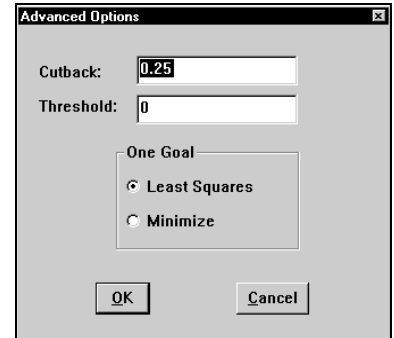 Advanced Options
Cutback: 0.25
Threshold: 0
One Goal
Least Squares
Minimize
OK Cancel